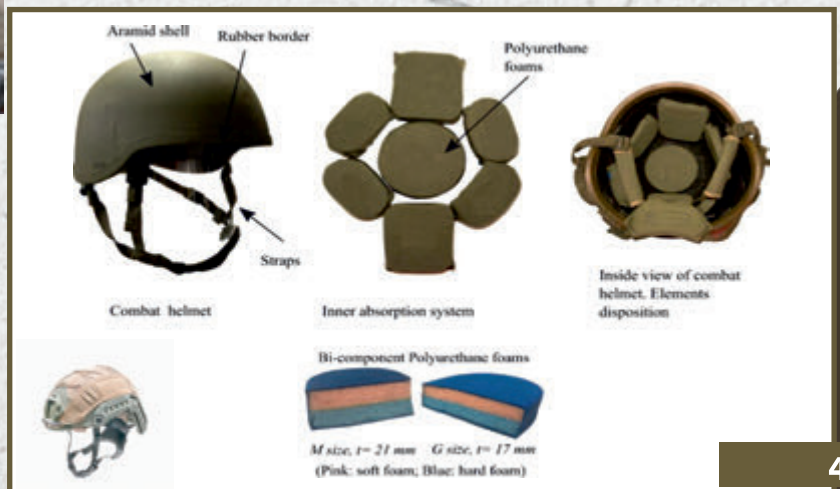 Aramid shell
Rubber border
Polyurethane
foams
Straps
Combat helmet
Inner absorption system
Inside view of combat
helmet. Elements
disposition
Bi-component Polyurethane foams
M size, t= 21 mm G size, t= 17 mm
(Pink: soft foam; Blue: hard foam)
4